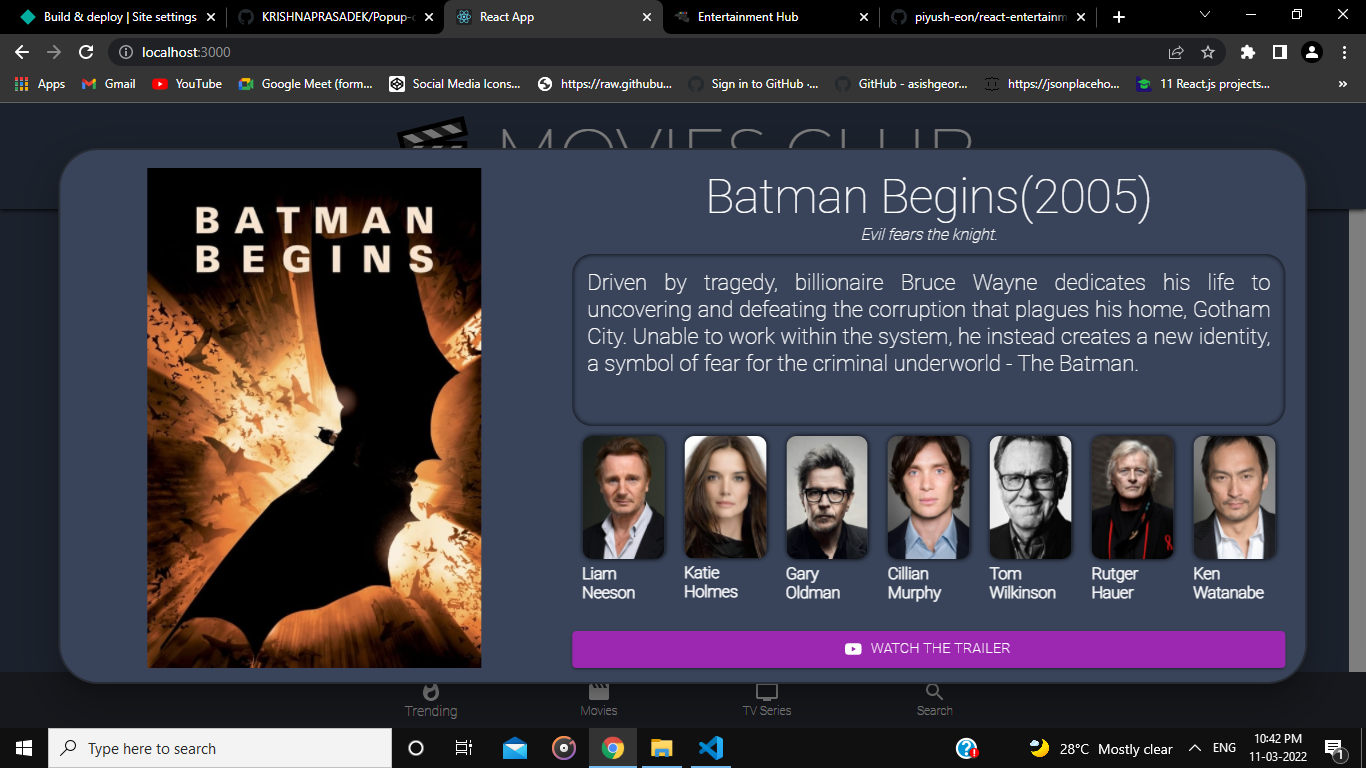 Build & deploy | Site settings
KRISHNAPRASADEK/Popup-c
React App
Entertainment Hub
piyush-eon/react-entertainm
localhost:3000
Apps
Gmail
YouTube
Google Meet (form...
Social Media Icons...
https://raw.githubu...
Sign in to GitHub ·...
GitHub - asishgeor...
https://jsonplaceho...
11 React.js projects...
»
MOVIES CLUB
BATMAN
BEGINS
Batman Begins(2005)
Evil fears the knight.
Driven by tragedy, billionaire Bruce Wayne dedicates his life to
uncovering and defeating the corruption that plagues his home, Gotham
City. Unable to work within the system, he instead creates a new identity,
a symbol of fear for the criminal underworld - The Batman.
Liam
Neeson
Katie
Holmes
Gary
Oldman
Cillian
Murphy
Tom
Wilkinson
Rutger
Hauer
Ken
Watanabe
WATCH THE TRAILER
Trending
Movies
TV Series
Search
Type here to search
28°C Mostly clear
ENG
10:42 PM
11-03-2022
1